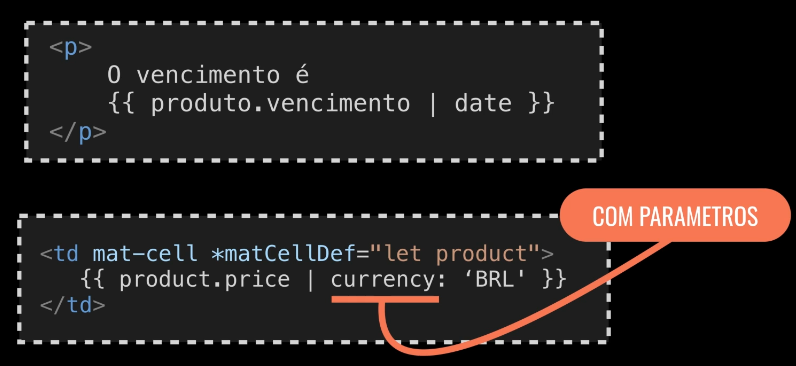 <p>
O vencimento é
{{ produto.vencimento | date }}
</p>
COM PARAMETROS
<td mat-cell *matCellDef="let product">
{{ product.price | currency: ‘BRL' }}
</td>